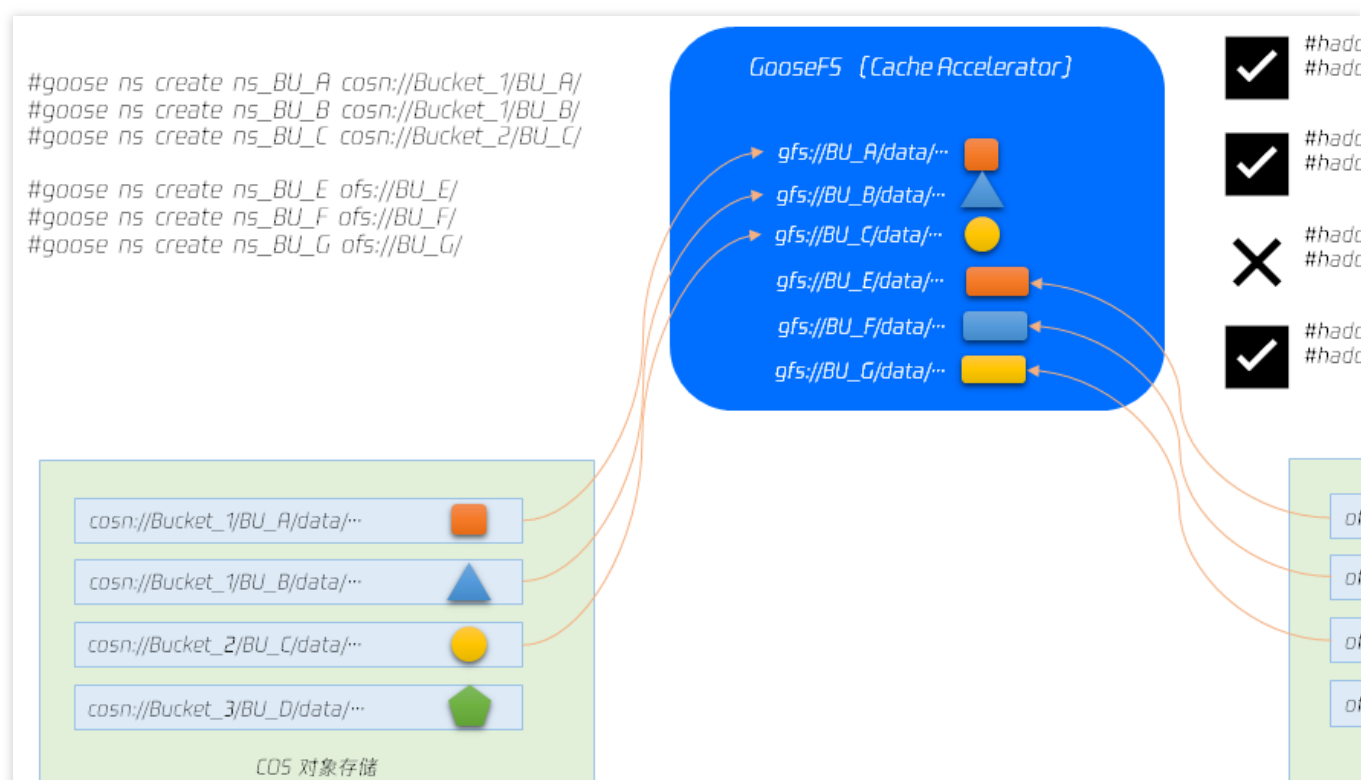 #goose ns create ns_BU_A cosn://Bucket_1/BU_A/
#goose ns create ns_BU_B cosn://Bucket_1/BU_B/
#goose ns create ns_BU_C cosn://Bucket_2/BU_C/
#goose ns create ns_BU_E ofs://BU_E/
#goose ns create ns_BU_F ofs://BU_F/
#goose ns create ns_BU_G ofs://BU_G/
GooseFS (Cache Accelerator)
gfs://BU_A/data/···
gfs://BU_B/data/···
gfs://BU_C/data/···
gfs://BU_E/data/···
gfs://BU_F/data/···
gfs://BU_G/data/···
cosn://Bucket_1/BU_A/data/···
cosn://Bucket_1/BU_B/data/···
cosn://Bucket_2/BU_C/data/···
cosn://Bucket_3/BU_D/data/···
COS 对象存储